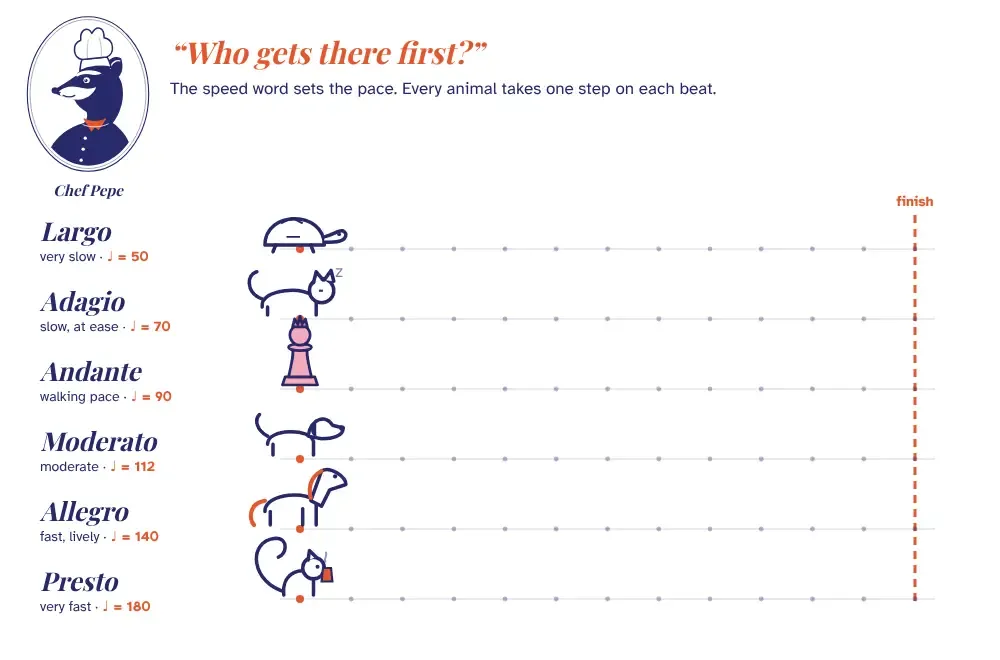 “Who gets there first?”
The speed word sets the pace. Every animal takes one step on each beat.
Chef Pepe
finish
Largo
very slow · ♩ = 50
z
Adagio
slow, at ease · ♩ = 70
Andante
walking pace · ♩ = 90
Moderato
moderate · ♩ = 112
Allegro
fast, lively · ♩ = 140
Presto
very fast · ♩ = 180